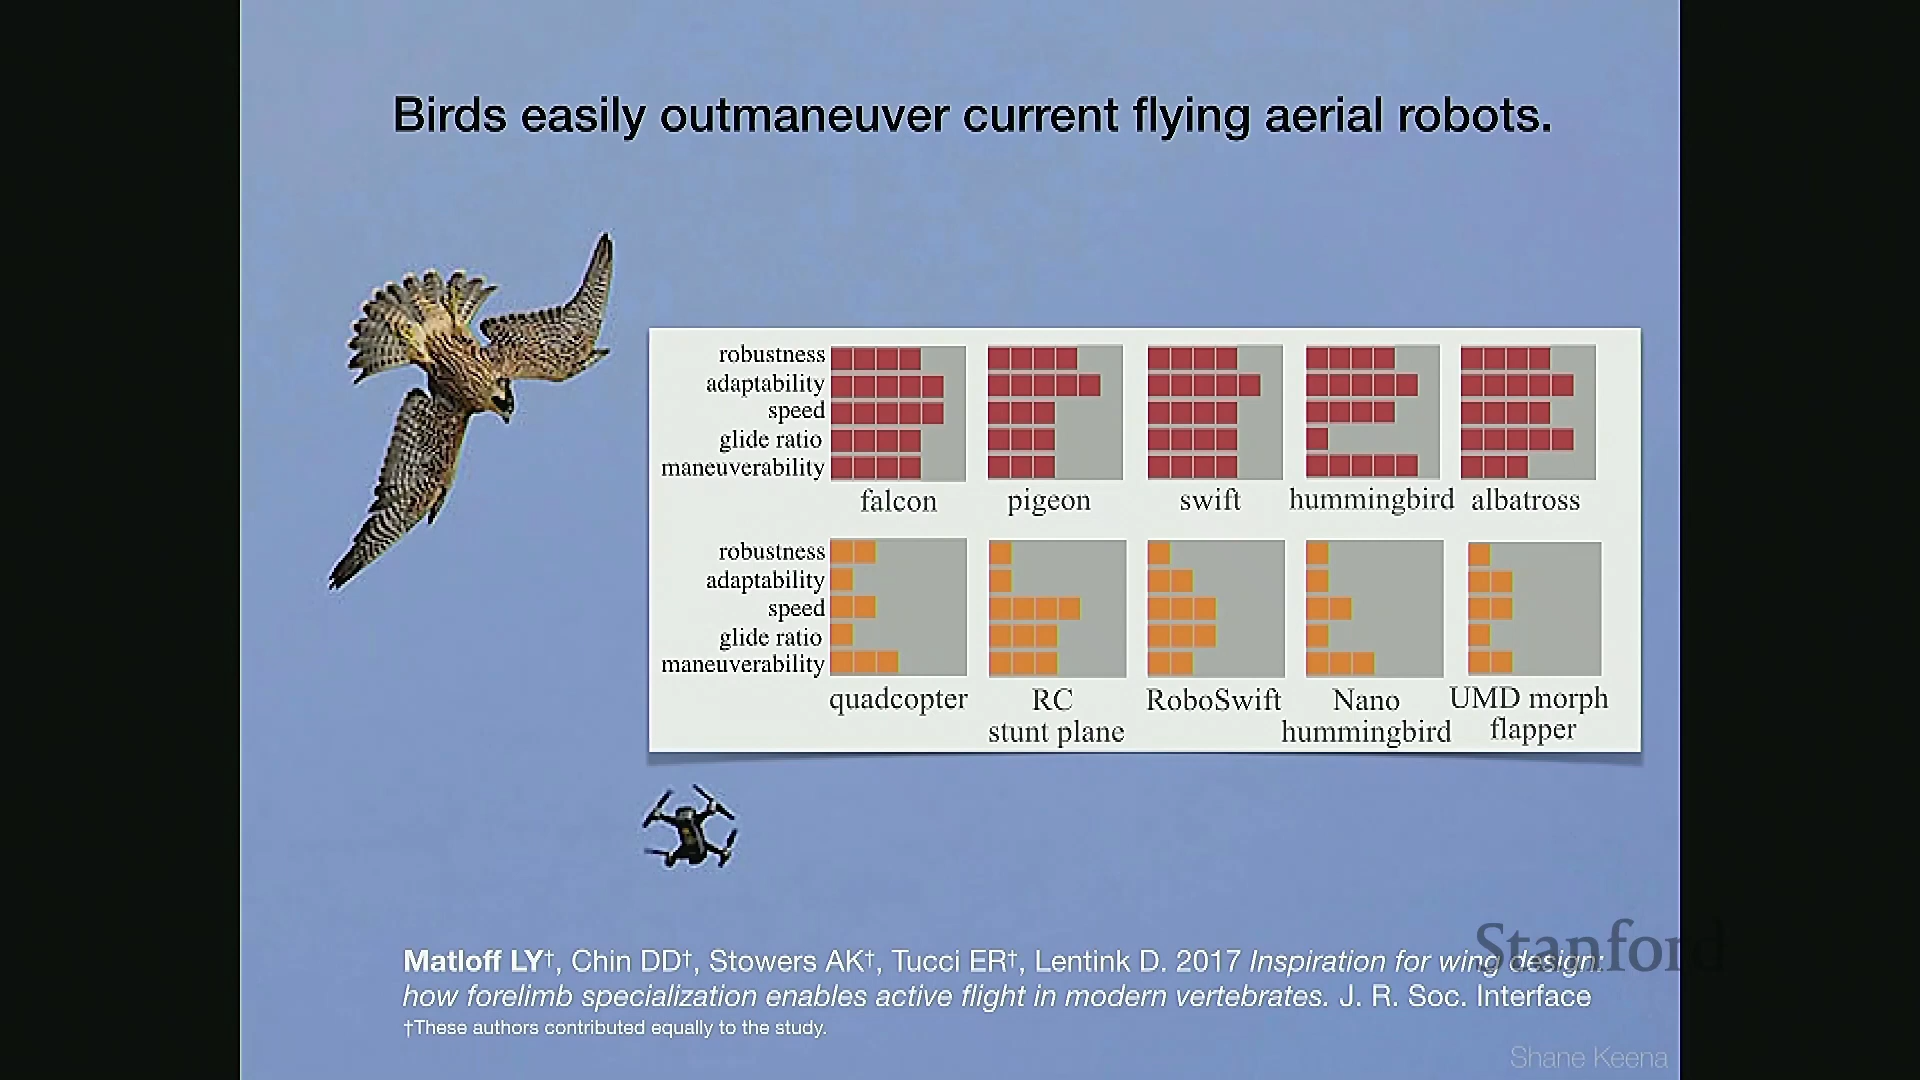 Birds easily outmaneuver current flying aerial robots.
robustness
adaptability
speed
glide ratio
maneuverability
falcon
pigeon
swift
hummingbird
albatross
robustness
adaptability
speed
glide ratio
maneuverability
quadcopter
RC
stunt plane
RoboSwift
Nano
hummingbird
UMD morph
flapper
Stanford
Matloff LY†, Chin DD†, Stowers AK†, Tucci ER†, Lentink D. 2017 Inspiration for wing design:
how forelimb specialization enables active flight in modern vertebrates. J. R. Soc. Interface
†These authors contributed equally to the study.
Shane Keena